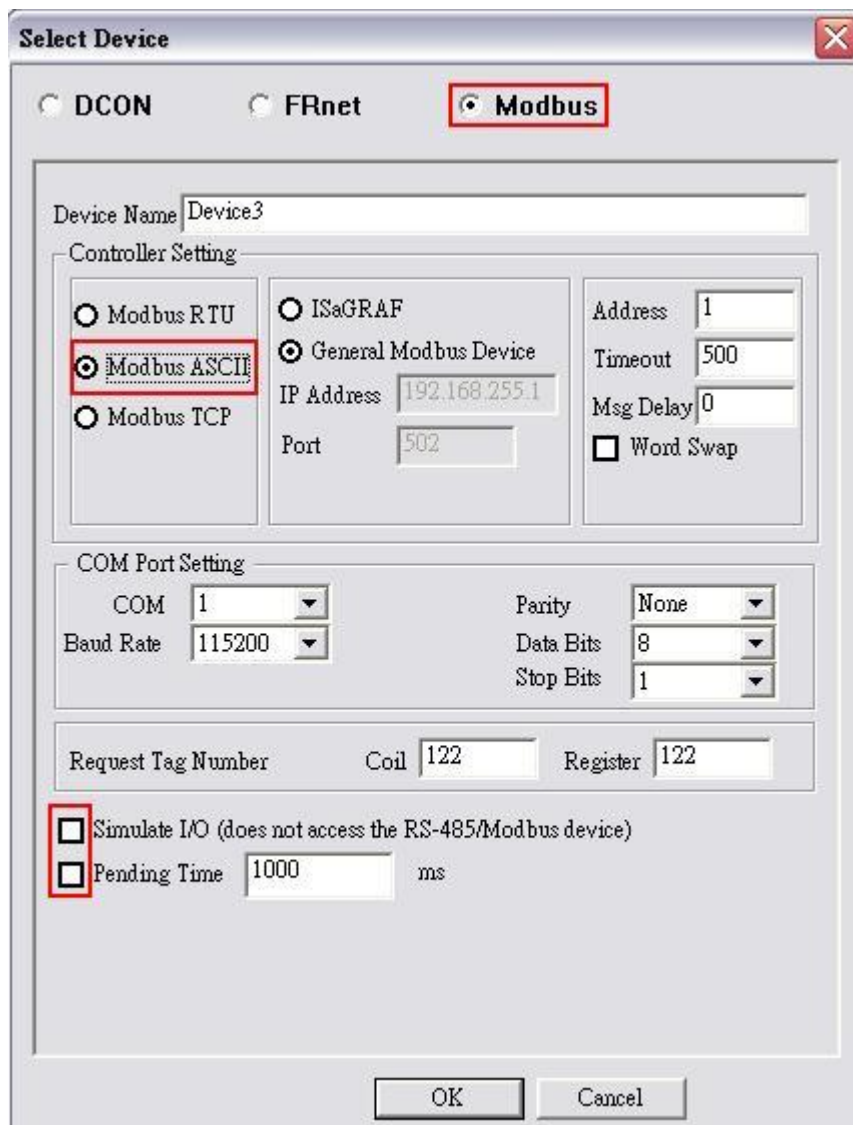 Select Device
DCON FRnet Modbus
Device Name Device3
Controller Setting
Modbus RTU
Modbus ASCII
Modbus TCP
ISaGRAF
General Modbus Device
IP Address 192.168.255.1
Port 502
Address 1
Timeout 500
Msg Delay 0
Word Swap
COM Port Setting
COM 1
Baud Rate 115200
Parity None
Data Bits 8
Stop Bits 1
Request Tag Number Coil 122 Register 122
Simulate I/O (does not access the RS-485/Modbus device)
Pending Time 1000 ms
OK Cancel